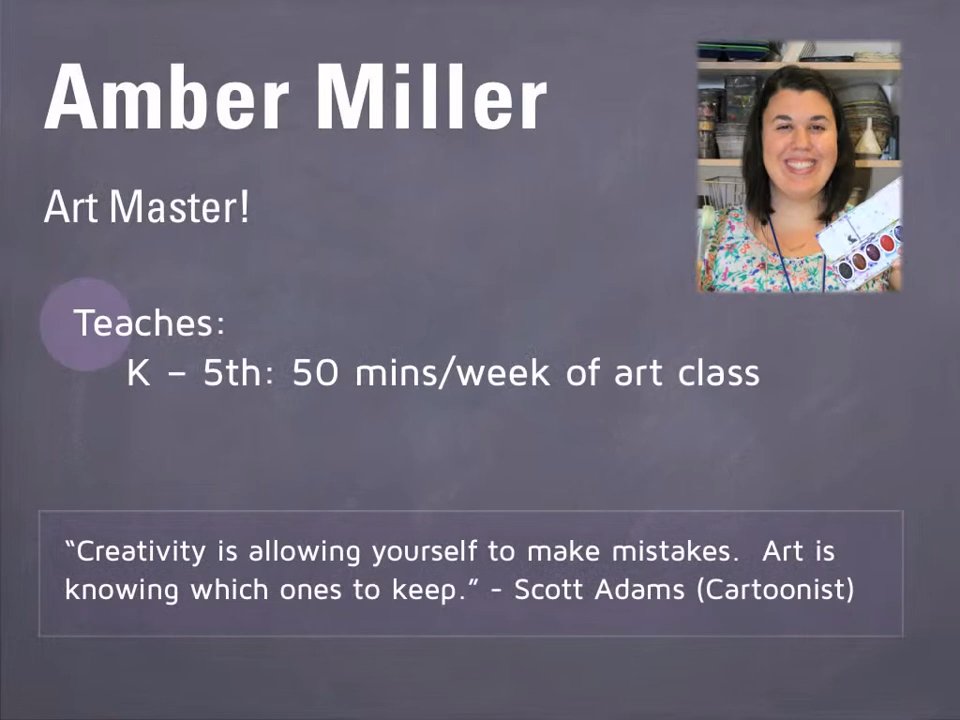 Amber Miller
Art Master!
Teaches:
K – 5th: 50 mins/week of art class
“Creativity is allowing yourself to make mistakes.  Art is
knowing which ones to keep.” - Scott Adams (Cartoonist)